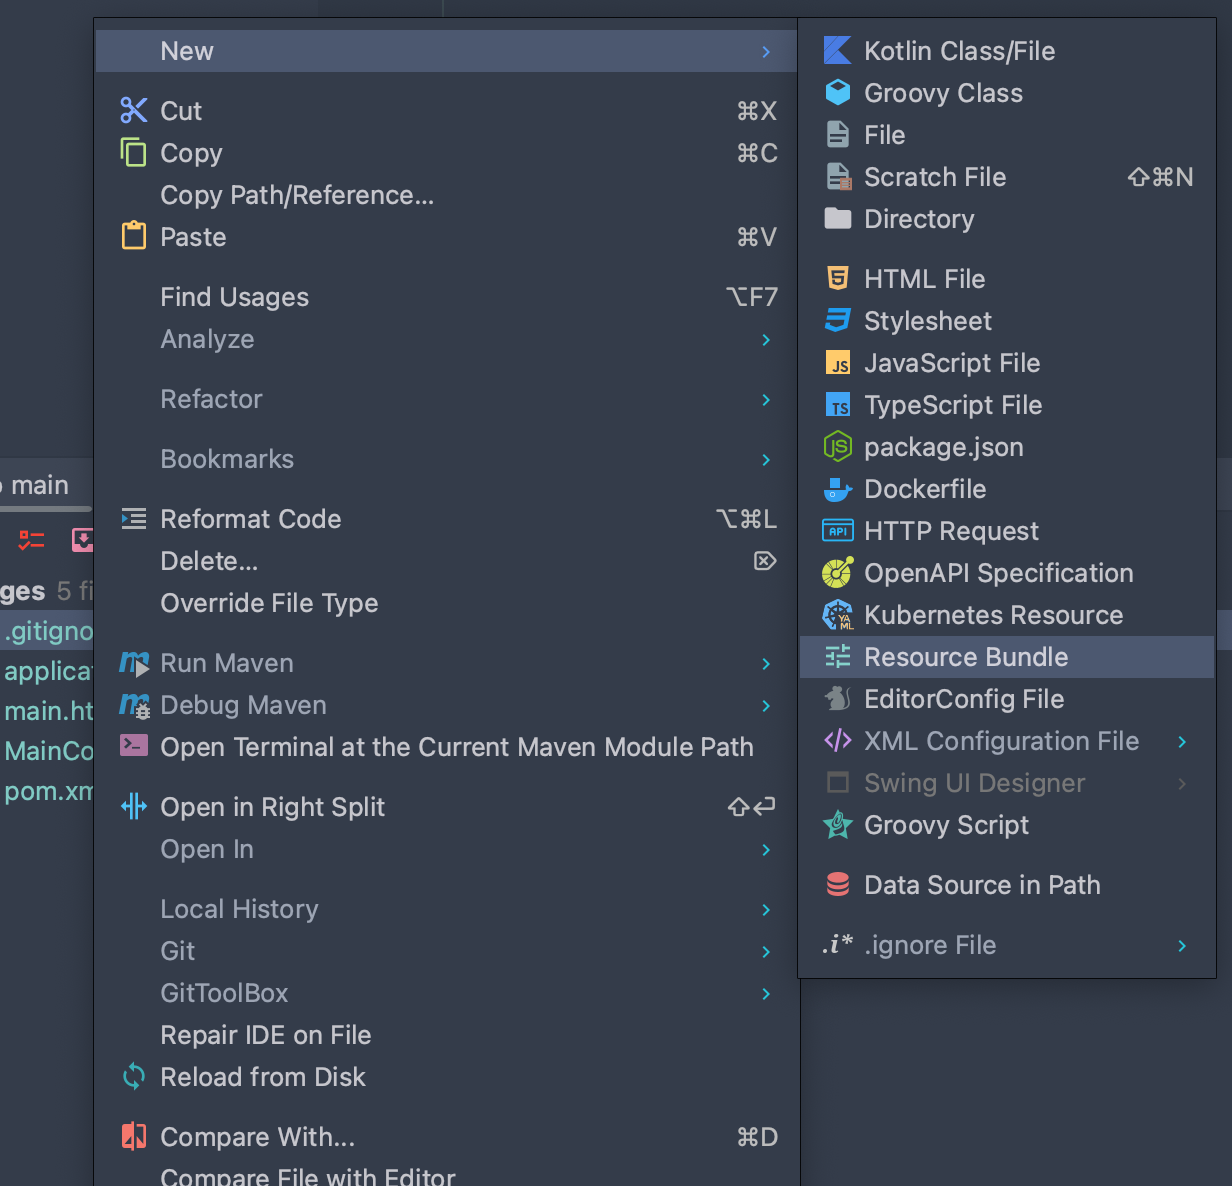 New
Cut ⌘X
Copy ⌘C
Copy Path/Reference...
Paste ⌘V
Find Usages ⌥F7
Analyze
Refactor
Bookmarks
Reformat Code ⌥⌘L
Delete... ⌦
Override File Type
Run Maven
Debug Maven
Open Terminal at the Current Maven Module Path
Open in Right Split ⇧↩
Open In
Local History
Git
GitToolBox
Repair IDE on File
Reload from Disk
Compare With... ⌘D
Compare File with Editor
Kotlin Class/File
Groovy Class
File
Scratch File ⇧⌘N
Directory
HTML File
Stylesheet
JS JavaScript File
TS TypeScript File
JS package.json
Dockerfile
API HTTP Request
OpenAPI Specification
YAML Kubernetes Resource
Resource Bundle
EditorConfig File
XML Configuration File
Swing UI Designer
Groovy Script
Data Source in Path
.i* .ignore File
main
ges 5 fi
.gitigno
applica
main.ht
MainCo
pom.xm